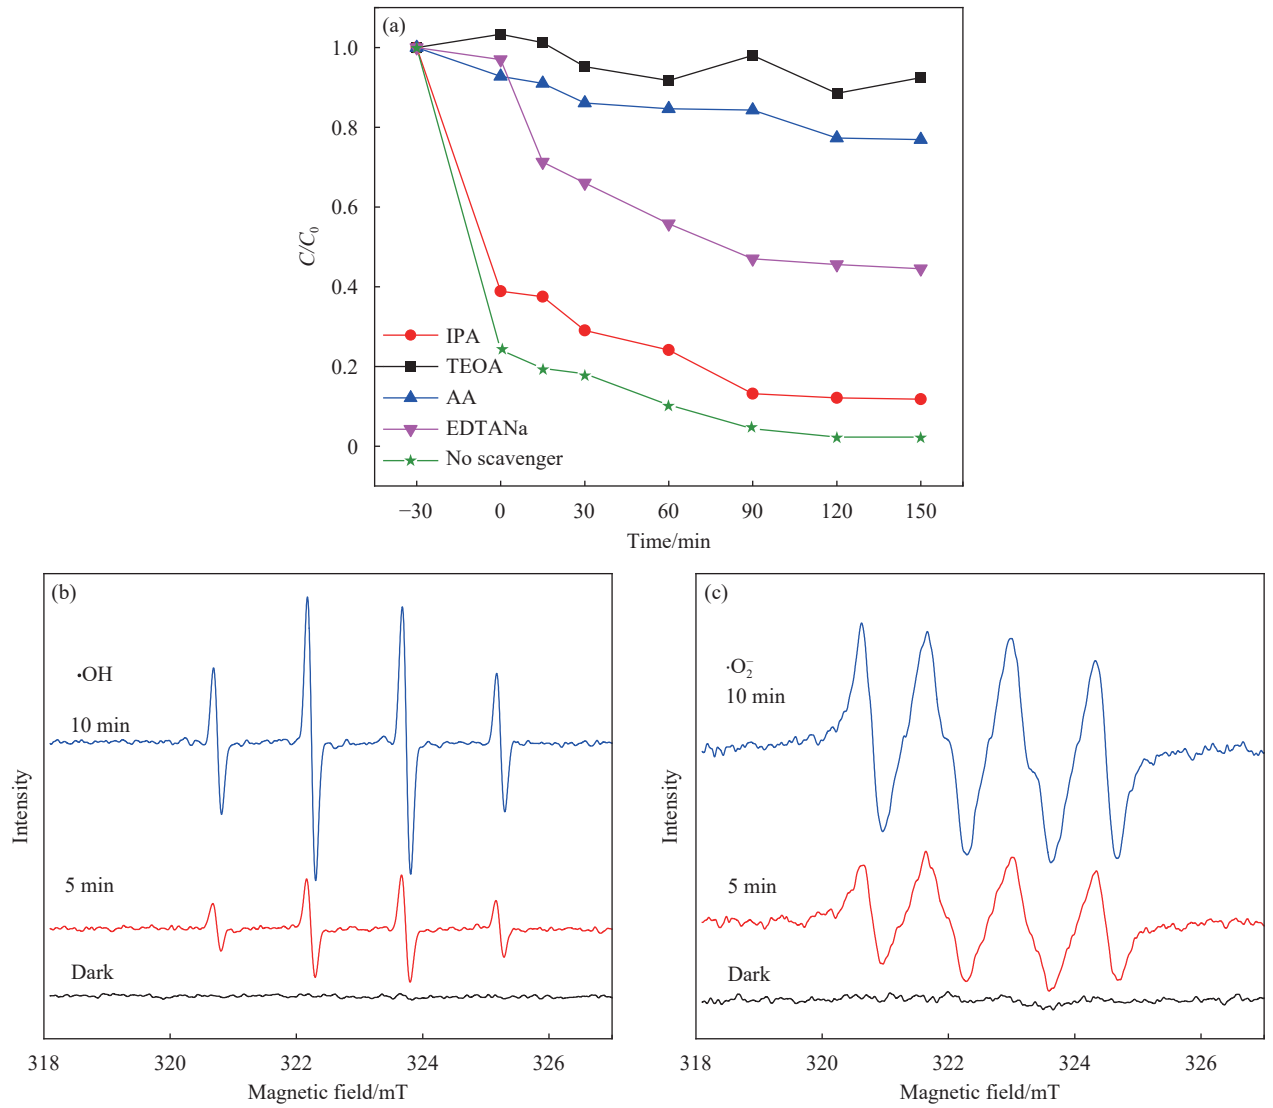 (a)
1.0
0.8
0.6
0.4
0.2
0
C/C₀
IPA
TEOA
AA
EDTANa
No scavenger
−30 0 30 60 90 120 150
Time/min
(b)
•OH
10 min
5 min
Dark
Intensity
318 320 322 324 326
Magnetic field/mT
(c)
·O₂⁻
10 min
5 min
Dark
Intensity
318 320 322 324 326
Magnetic field/mT